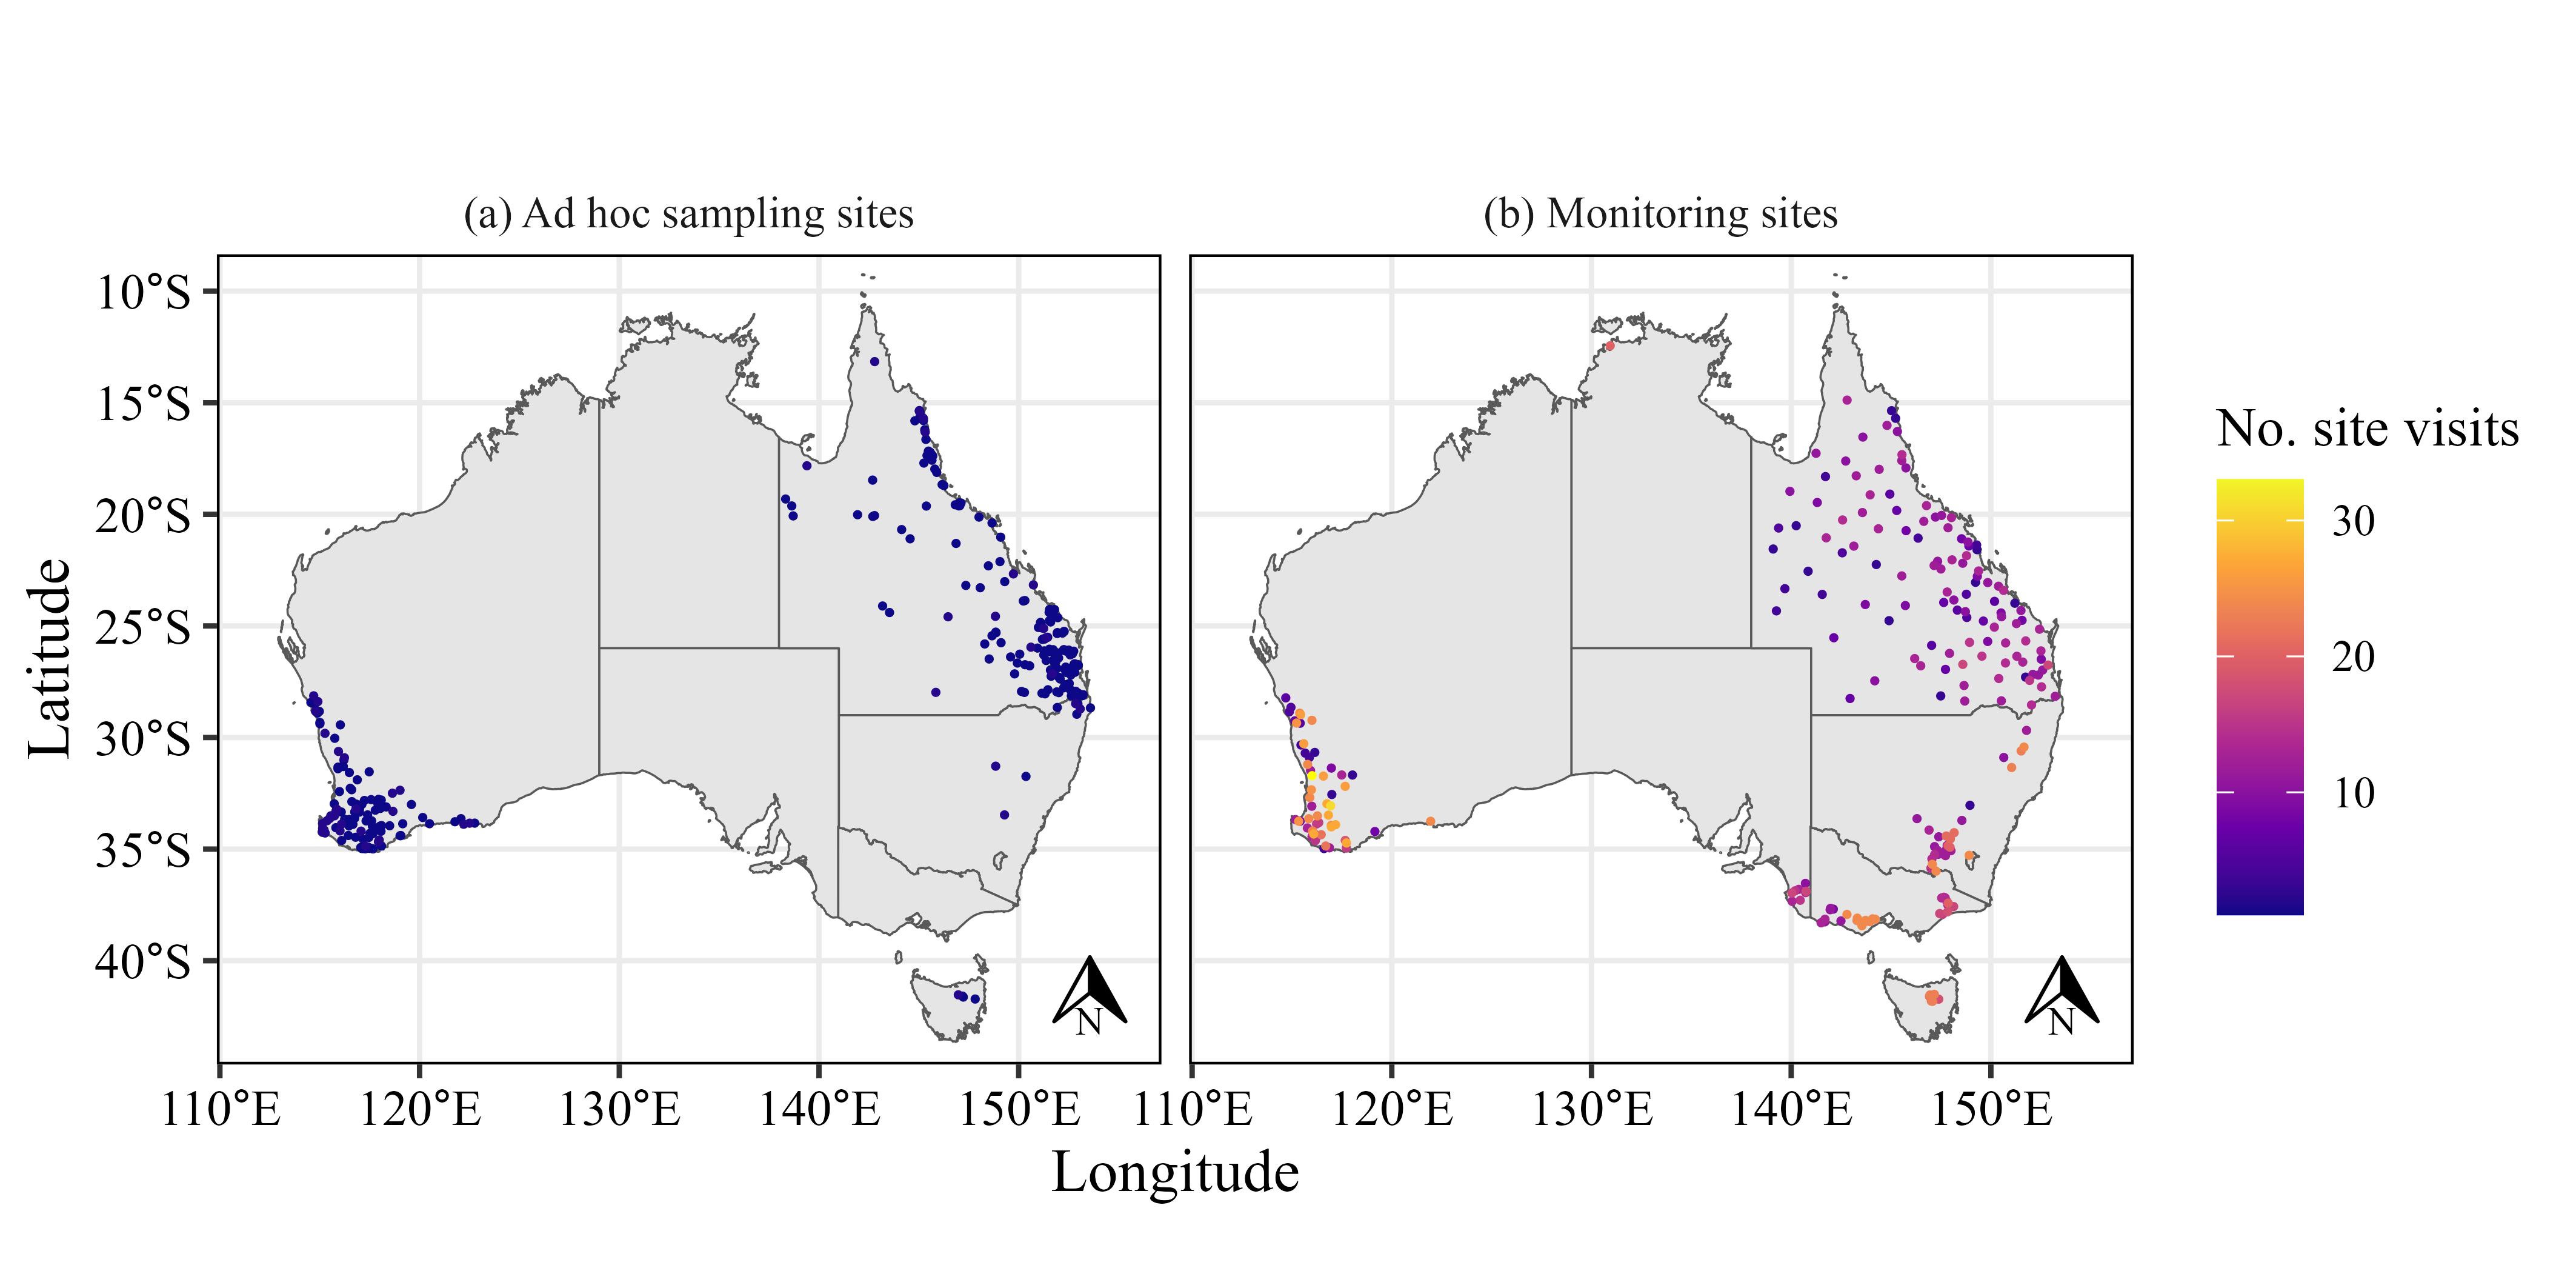 (a) Ad hoc sampling sites
(b) Monitoring sites
10°S
15°S
20°S
25°S
30°S
35°S
40°S
Latitude
N
N
110°E
120°E
130°E
140°E
150°E
110°E
120°E
130°E
140°E
150°E
Longitude
No. site visits
30
20
10